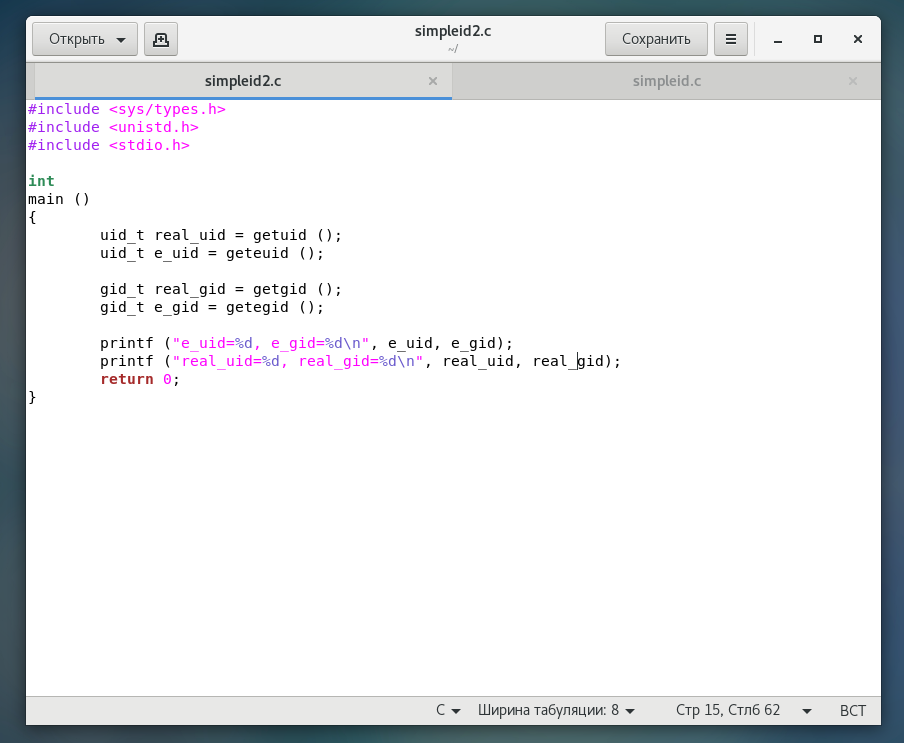 Открыть
simpleid2.c
~/
Сохранить
simpleid2.c
simpleid.c
#include <sys/types.h>
#include <unistd.h>
#include <stdio.h>
int
main ()
{
        uid_t real_uid = getuid ();
        uid_t e_uid = geteuid ();
        gid_t real_gid = getgid ();
        gid_t e_gid = getegid ();
        printf ("e_uid=%d, e_gid=%d\n", e_uid, e_gid);
        printf ("real_uid=%d, real_gid=%d\n", real_uid, real_gid);
        return 0;
}
C
Ширина табуляции: 8
Стр 15, Стлб 62
ВСТ